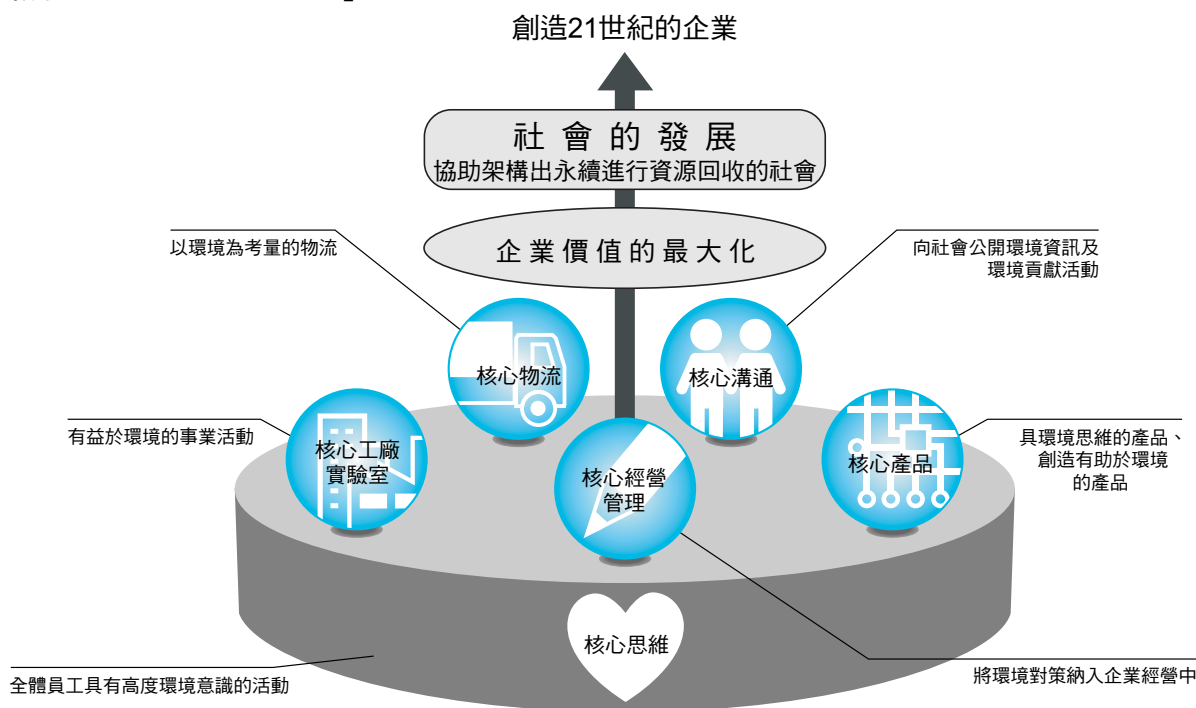 創造21世紀的企業
社會的發展
協助架構出永續進行資源回收的社會
企業價值的最大化
以環境為考量的物流
向社會公開環境資訊及
環境貢獻活動
核心物流
核心溝通
有益於環境的事業活動
核心工廠
實驗室
核心經營
管理
核心產品
具環境思維的產品、
創造有助於環境
的產品
核心思維
全體員工具有高度環境意識的活動
將環境對策納入企業經營中